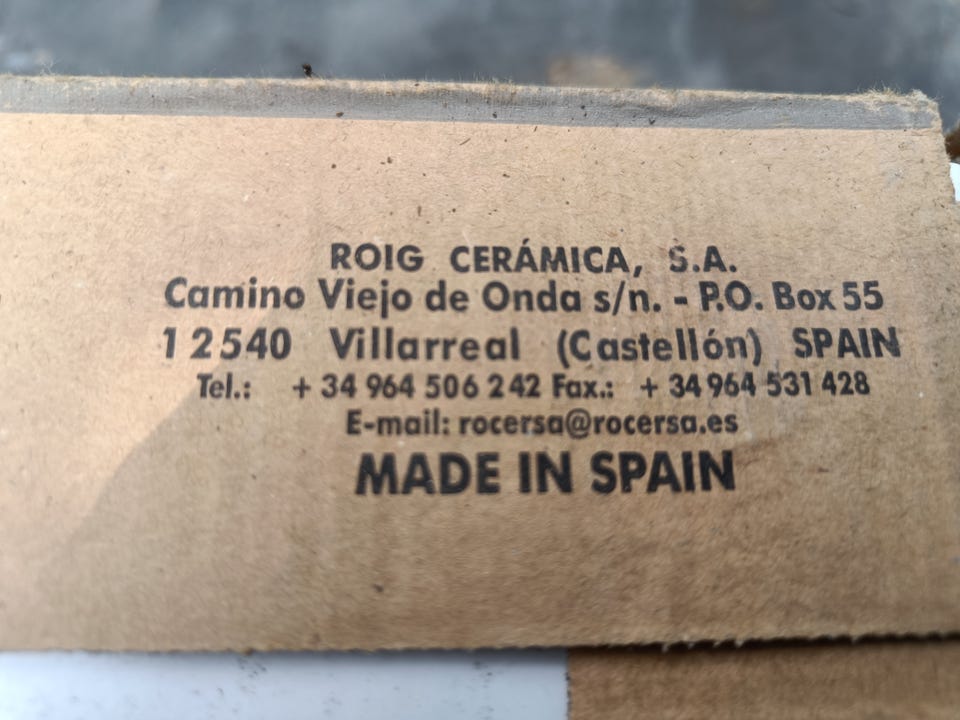 ROIG CERÁMICA, S.A.
Camino Viejo de Onda s/n. - P.O. Box 55
12540 Villarreal (Castellón) SPAIN
Tel.: + 34 964 506 242 Fax.: + 34 964 531 428
E-mail: rocersa@rocersa.es
MADE IN SPAIN